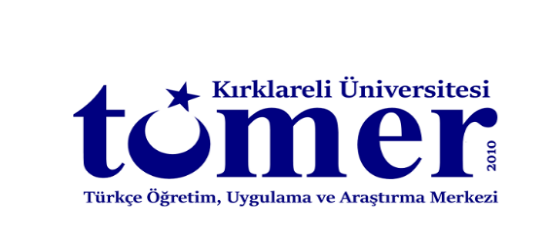 Kırklareli Üniversitesi
tömer
2010
Türkçe Öğretim, Uygulama ve Araştırma Merkezi